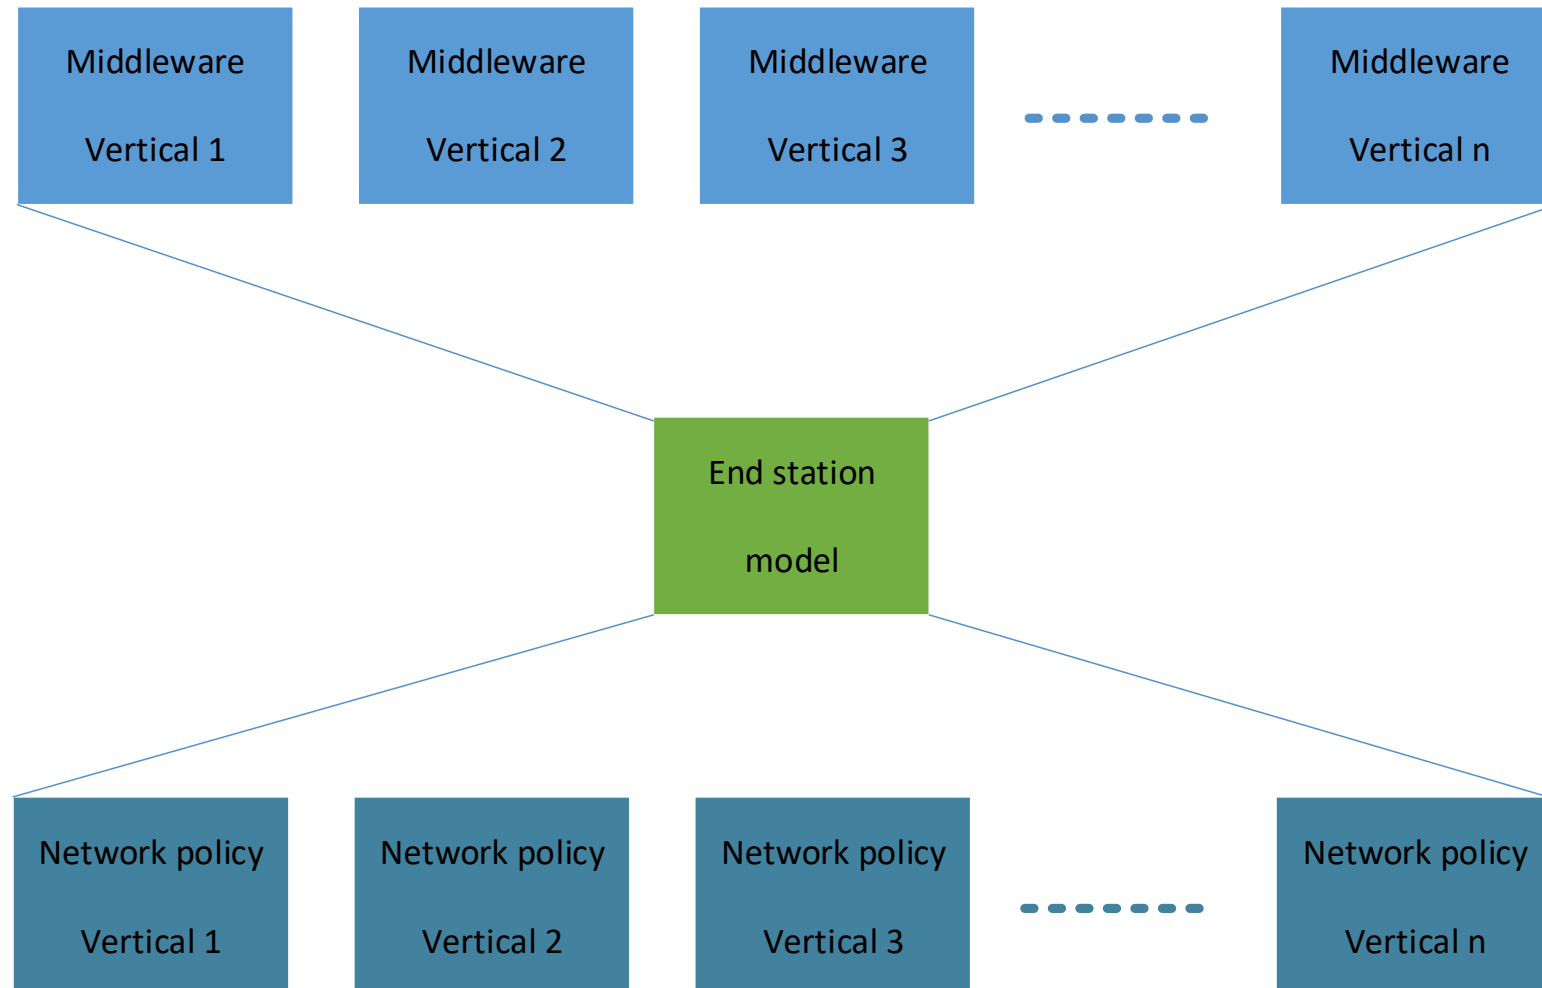 Middleware
Vertical 1
Middleware
Vertical 2
Middleware
Vertical 3
Middleware
Vertical n
End station
model
Network policy
Vertical 1
Network policy
Vertical 2
Network policy
Vertical 3
Network policy
Vertical n